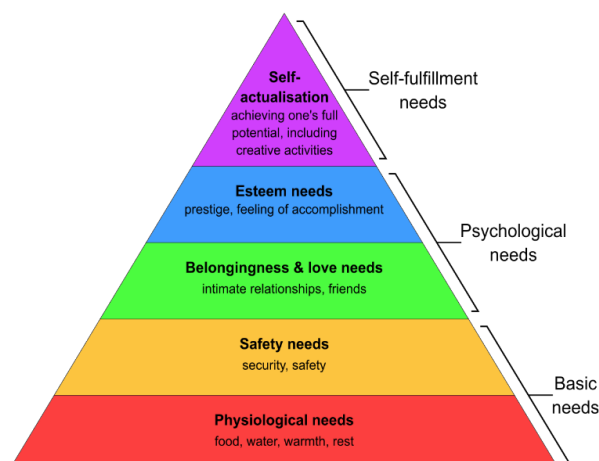 Self-
actualisation
achieving one's full
potential, including
creative activities
Self-fulfillment
needs
Esteem needs
prestige, feeling of accomplishment
Psychological
needs
Belongingness & love needs
intimate relationships, friends
Safety needs
security, safety
Basic
needs
Physiological needs
food, water, warmth, rest